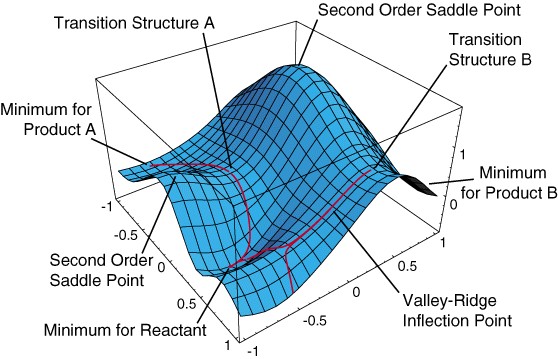 Second Order Saddle Point
Transition Structure A
Transition
Structure B
Minimum for
Product A
1
Minimum
for Product B
0
-1
-0.5
1
Second Order
Saddle Point
0
0.5
0.5
0
Valley-Ridge
Inflection Point
-0.5
Minimum for Reactant
1
-1